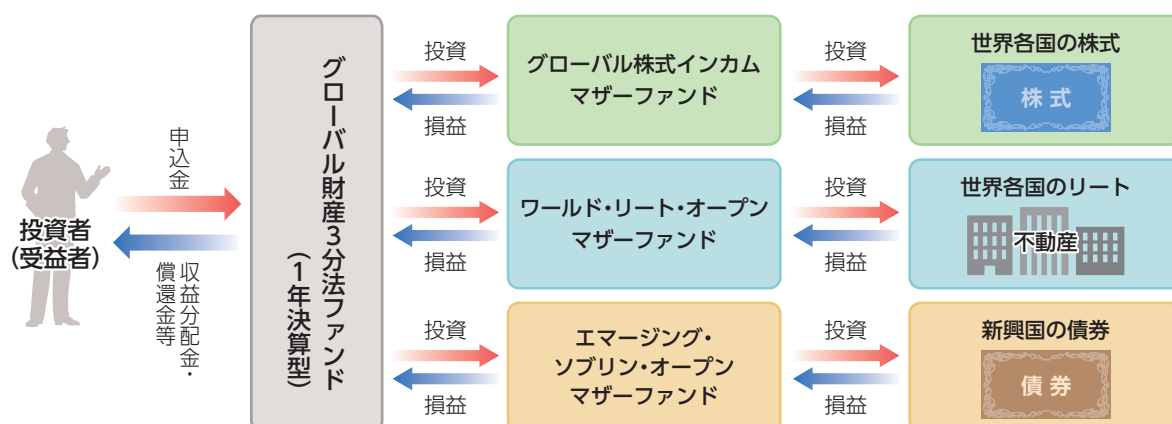 投資者
(受益者)
申込金
収益分配金・
償還金等
グローバル財産3分法ファンド
(1年決算型)
投資
損益
グローバル株式インカム
マザーファンド
投資
損益
世界各国の株式
株式
投資
損益
ワールド・リート・オープン
マザーファンド
投資
損益
世界各国のリート
不動産
投資
損益
エマージング・
ソブリン・オープン
マザーファンド
投資
損益
新興国の債券
債券